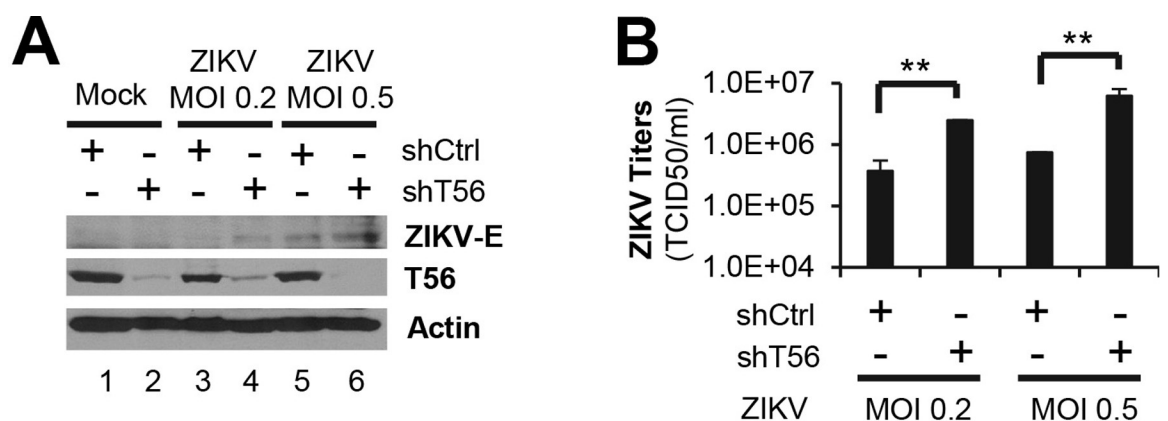 A
Mock
ZIKV
MOI 0.2
ZIKV
MOI 0.5
+ - + - + - shCtrl
- + - + - + shT56
ZIKV-E
T56
Actin
1 2 3 4 5 6
B
ZIKV Titers
(TCID50/ml)
1.0E+07
1.0E+06
1.0E+05
1.0E+04
**
**
shCtrl + - + -
shT56 - + - +
ZIKV MOI 0.2 MOI 0.5